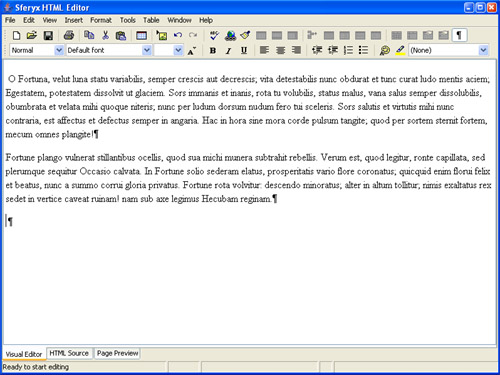 Sferyx HTML Editor
File Edit View Insert Format Tools Table Window Help
Normal Default font B I U (None)
O Fortuna, velut luna statu variabilis, semper crescis aut decrescis; vita detestabilis nunc obdurat et tunc curat ludo mentis aciem;
Egestatem, potestatem dissolvit ut glaciem. Sors immanis et inanis, rota tu volubilis, status malus, vana salus semper dissolubilis,
obumbrata et velata mihi quoque niteris; nunc per ludum dorsum nudum fero tui sceleris. Sors salutis et virtutis mihi nunc
contraria, est affectus et defectus semper in angaria. Hac in hora sine mora corde pulsum tangite; quod per sortem sternit fortem,
mecum omnes plangite!¶
Fortune plango vulnerat stillantibus ocellis, quod sua michi munera subtrahit rebellis. Verum est, quod legitur, ronte capillata, sed
plerumque sequitur Occasio calvata. In Fortune solio sederam elatus, prosperitatis vario flore coronatus; quicquid enim florui felix
et beatus, nunc a summo corrui gloria privatus. Fortune rota volvitur: descendo minoratus; alter in altum tollitur; nimis exaltatus rex
sedet in vertice caveat ruinam! nam sub axe legimus Hecubam reginam.¶
¶
Visual Editor HTML Source Page Preview
Ready to start editing